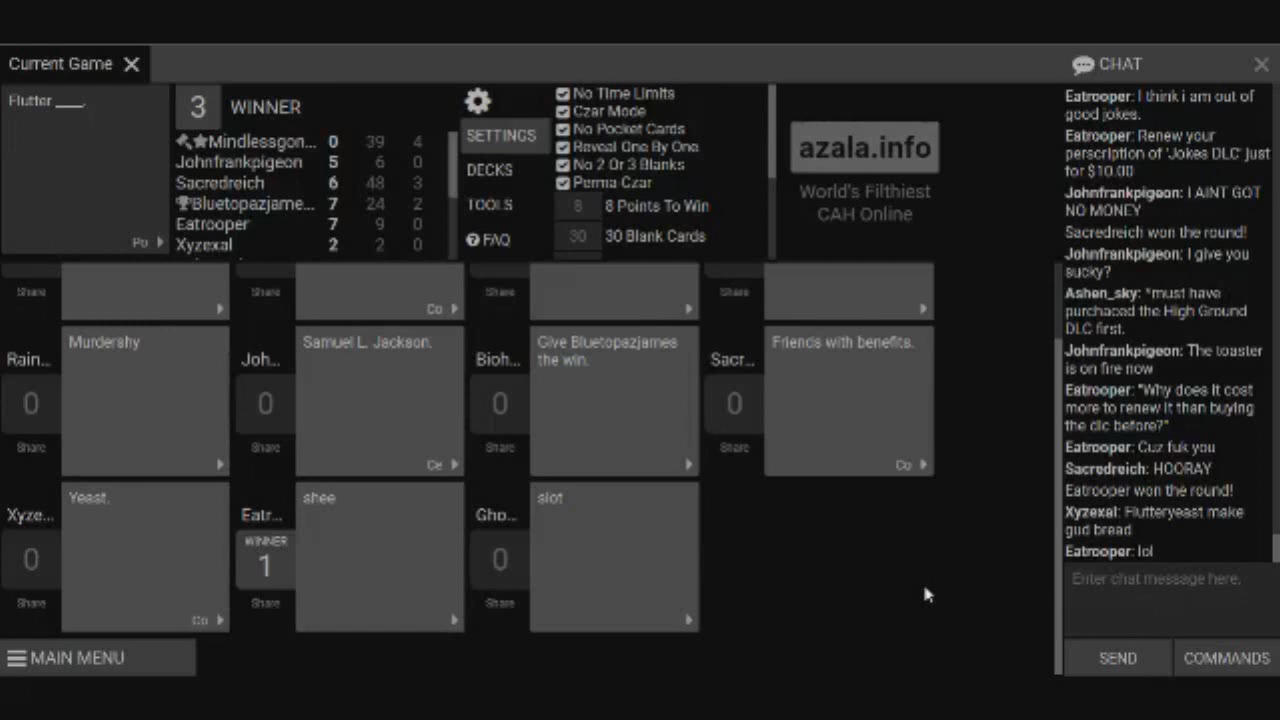 Current Game
CHAT
Flutter ____.
Po
3 WINNER
Mindlessgon... 0 39 4
Johnfrankpigeon 5 6 0
Sacredreich 6 48 3
Bluetopazjame... 7 24 2
Eatrooper 7 9 0
Xyzexal 2 2 0
SETTINGS
DECKS
TOOLS
FAQ
No Time Limits
Czar Mode
No Pocket Cards
Reveal One By One
No 2 Or 3 Blanks
Perma Czar
8 8 Points To Win
30 30 Blank Cards
azala.info
World's Filthiest
CAH Online
Share
Share
Co
Share
Share
Rain...
0
Share
Murdershy
Joh...
0
Share
Samuel L. Jackson.
Ce
Bioh...
0
Share
Give Bluetopazjames
the win.
Sacr...
0
Share
Friends with benefits.
Co
Xyze...
0
Share
Yeast.
Co
Eatr...
WINNER
1
Share
shee
Gho...
0
Share
slot
MAIN MENU
Eatrooper: I think i am out of
good jokes.
Eatrooper: Renew your
perscription of 'Jokes DLC' just
for $10.00
Johnfrankpigeon: I AINT GOT
NO MONEY
Sacredreich won the round!
Johnfrankpigeon: I give you
sucky?
Ashen_sky: *must have
purchaced the High Ground
DLC first.
Johnfrankpigeon: The toaster
is on fire now
Eatrooper: "Why does it cost
more to renew it than buying
the dlc before?"
Eatrooper: Cuz fuk you
Sacredreich: HOORAY
Eatrooper won the round!
Xyzexal: Flutteryeast make
gud bread
Eatrooper: lol
Enter chat message here.
SEND
COMMANDS